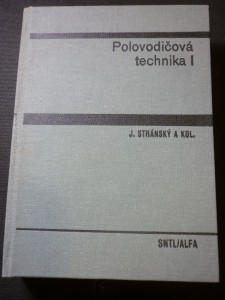 Polovodičová
technika I
J. STRÁNSKÝ A KOL.
SNTL/ALFA